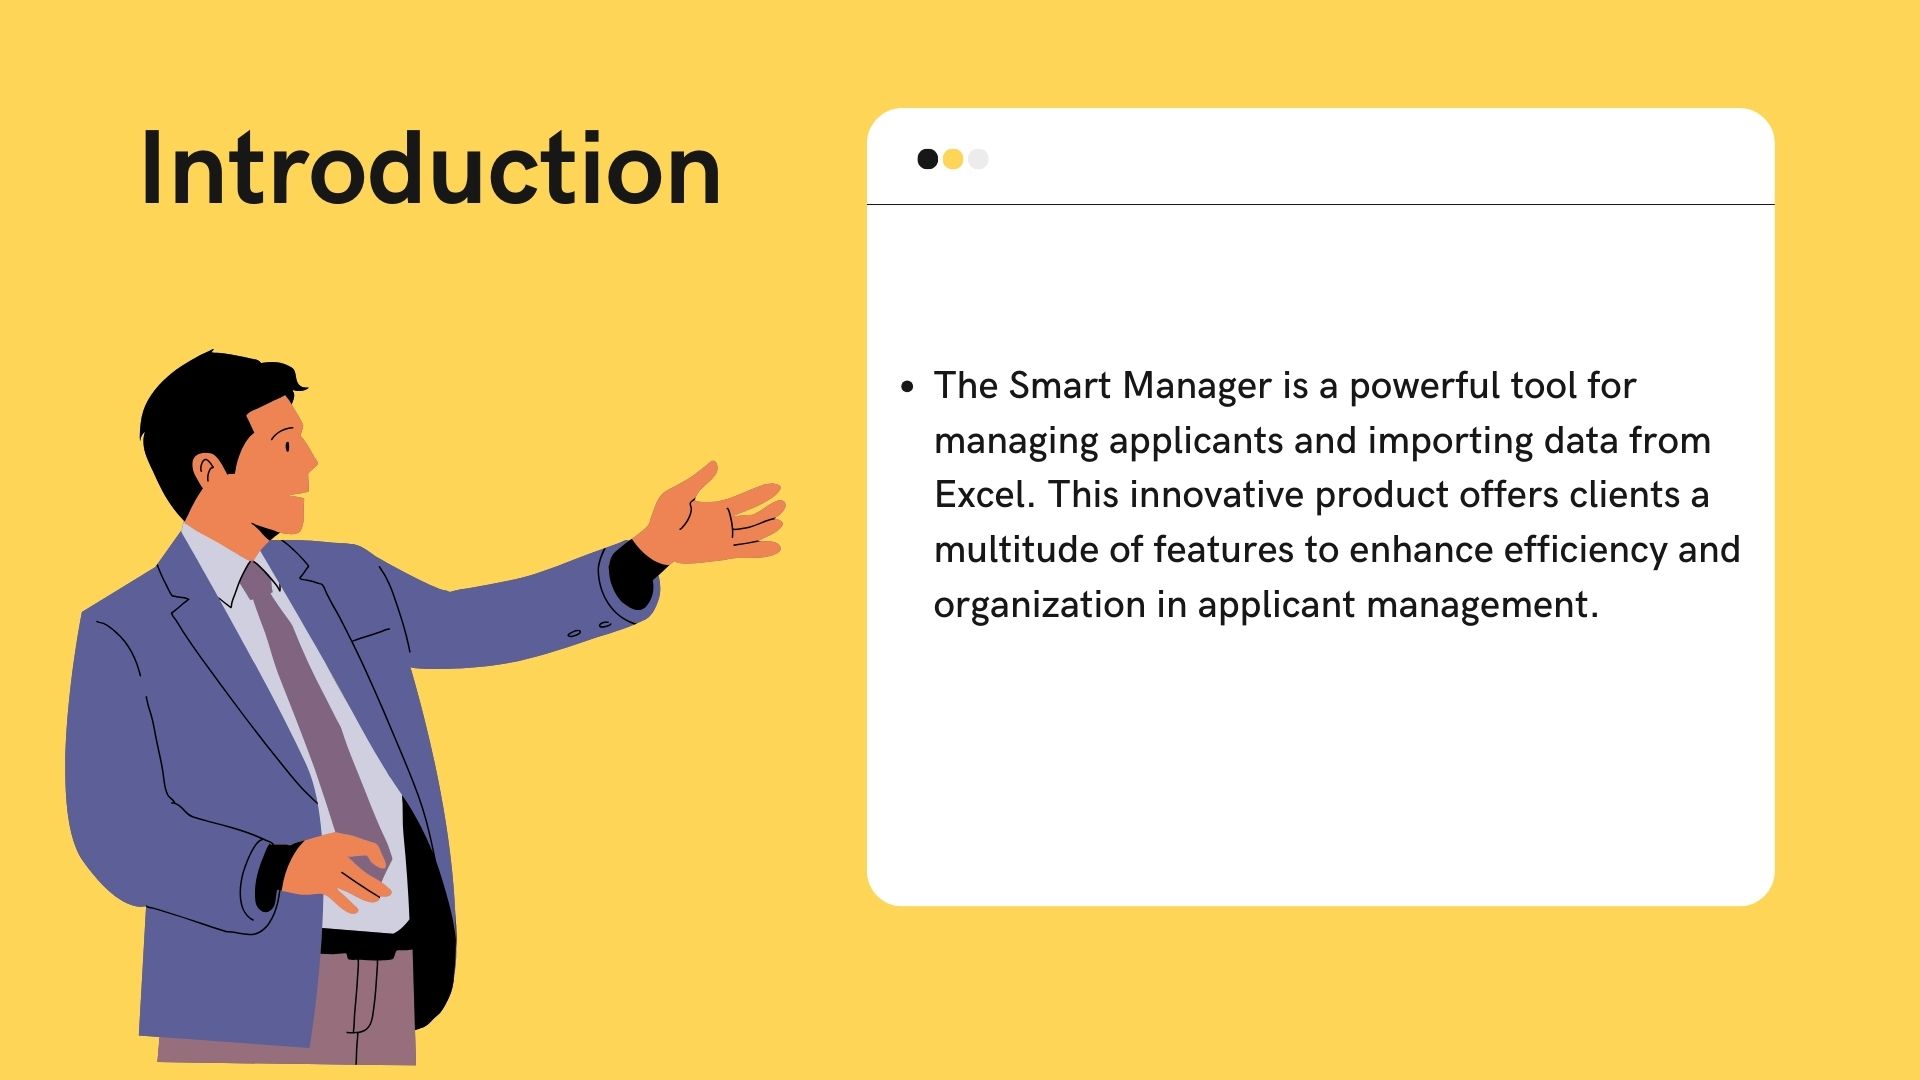 Introduction
• The Smart Manager is a powerful tool for
managing applicants and importing data from
Excel. This innovative product offers clients a
multitude of features to enhance efficiency and
organization in applicant management.